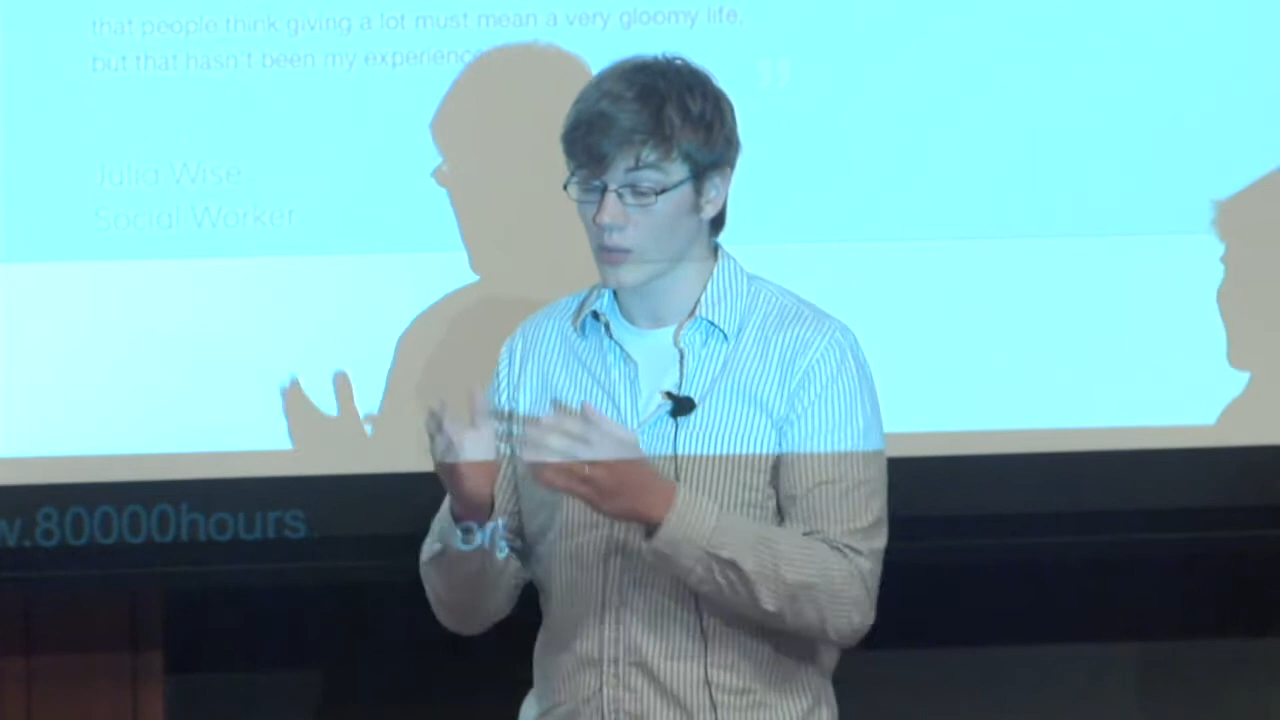 that people think giving a lot must mean a very gloomy life,
but that hasn't been my experience
”
Julia Wise
Social Worker
w.80000hours.
org